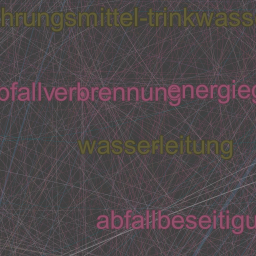 hrungsmittel-trinkwass
bfallverbrennung energieg
wasserleitung
abfallbeseitigu